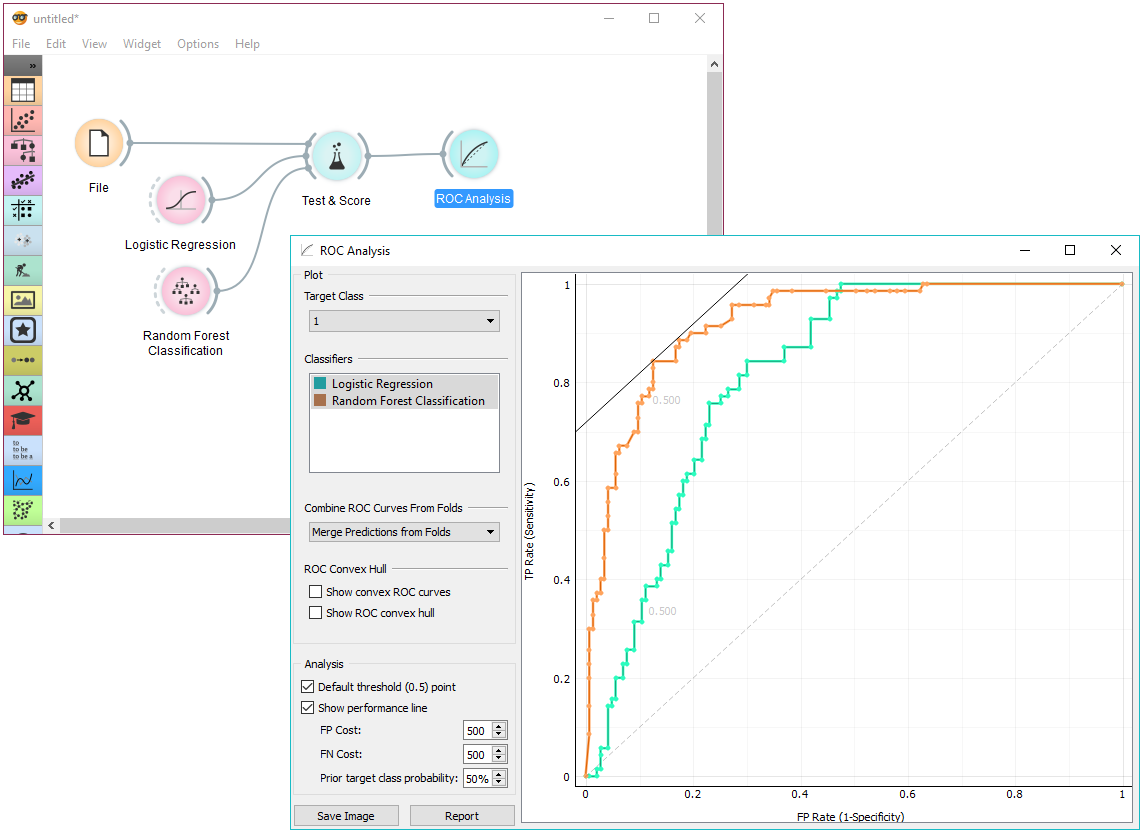 untitled*
File Edit View Widget Options Help
»
File
Test & Score
ROC Analysis
Logistic Regression
Random Forest
Classification
to
to be
to be a
ROC Analysis
Plot
Target Class
1
Classifiers
Logistic Regression
Random Forest Classification
Combine ROC Curves From Folds
Merge Predictions from Folds
ROC Convex Hull
Show convex ROC curves
Show ROC convex hull
Analysis
Default threshold (0.5) point
Show performance line
FP Cost: 500
FN Cost: 500
Prior target class probability: 50%
Save Image Report
TP Rate (Sensitivity)
1
0.8
0.6
0.4
0.2
0
0.500
0.500
0 0.2 0.4 0.6 0.8 1
FP Rate (1-Specificity)